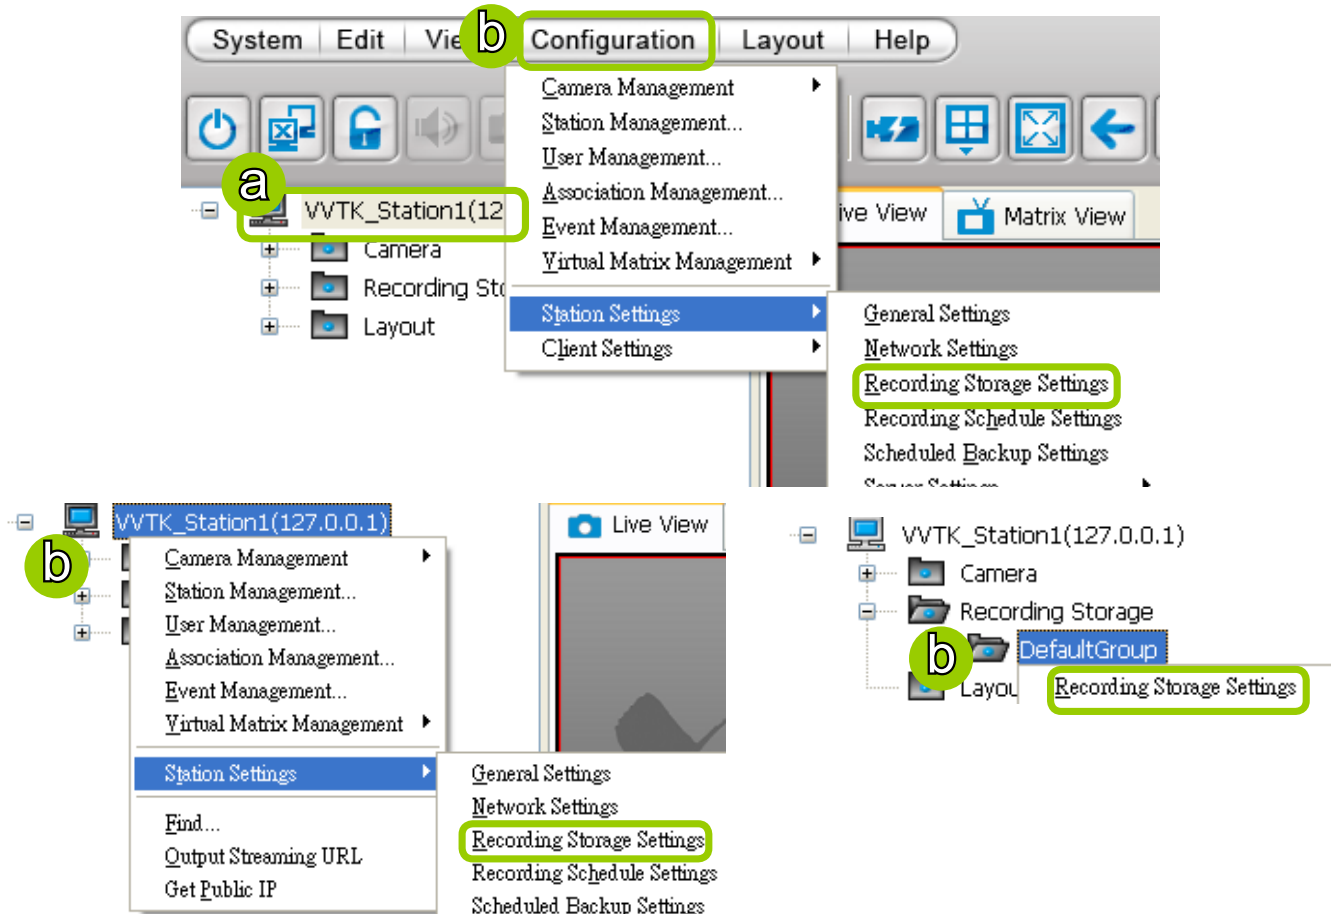 System Edit Vie b Configuration Layout Help
Camera Management
Station Management...
User Management...
Association Management...
Event Management...
Virtual Matrix Management
Station Settings
Client Settings
a
VVTK_Station1(12
Camera
Recording Sto
Layout
ive View Matrix View
General Settings
Network Settings
Recording Storage Settings
Recording Schedule Settings
Scheduled Backup Settings
Server Settings
VVTK_Station1(127.0.0.1)
b
Camera Management
Station Management...
User Management...
Association Management...
Event Management...
Virtual Matrix Management
Station Settings
Find...
Output Streaming URL
Get Public IP
Live View
General Settings
Network Settings
Recording Storage Settings
Recording Schedule Settings
Scheduled Backup Settings
VVTK_Station1(127.0.0.1)
Camera
Recording Storage
b DefaultGroup
Layou Recording Storage Settings